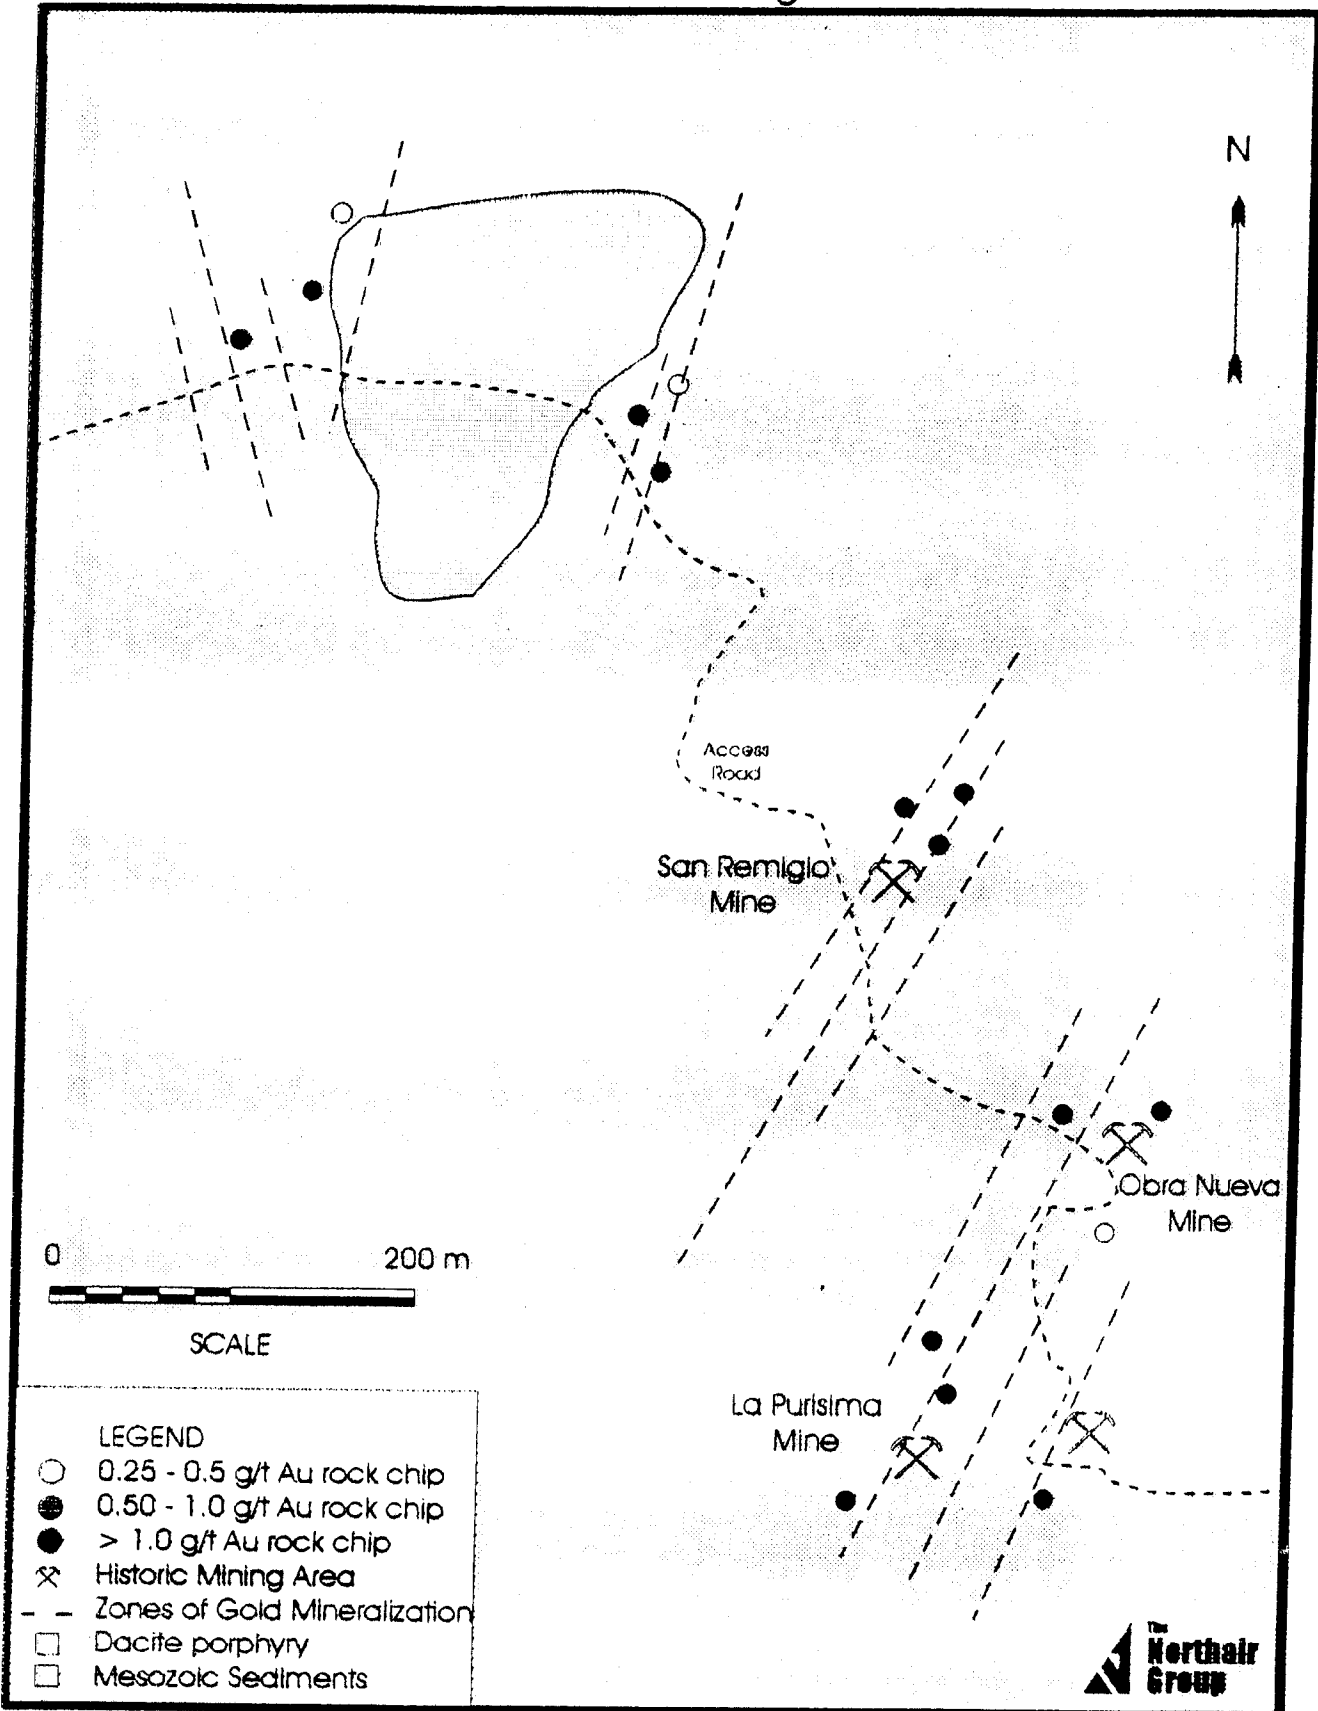 N
Access
Road
San Remigio
Mine
Obra Nueva
Mine
0 200 m
SCALE
La Purisima
Mine
LEGEND
0.25 - 0.5 g/t Au rock chip
0.50 - 1.0 g/t Au rock chip
> 1.0 g/t Au rock chip
Historic Mining Area
Zones of Gold Mineralization
Dacite porphyry
Mesozoic Sediments
The
Northair
Group